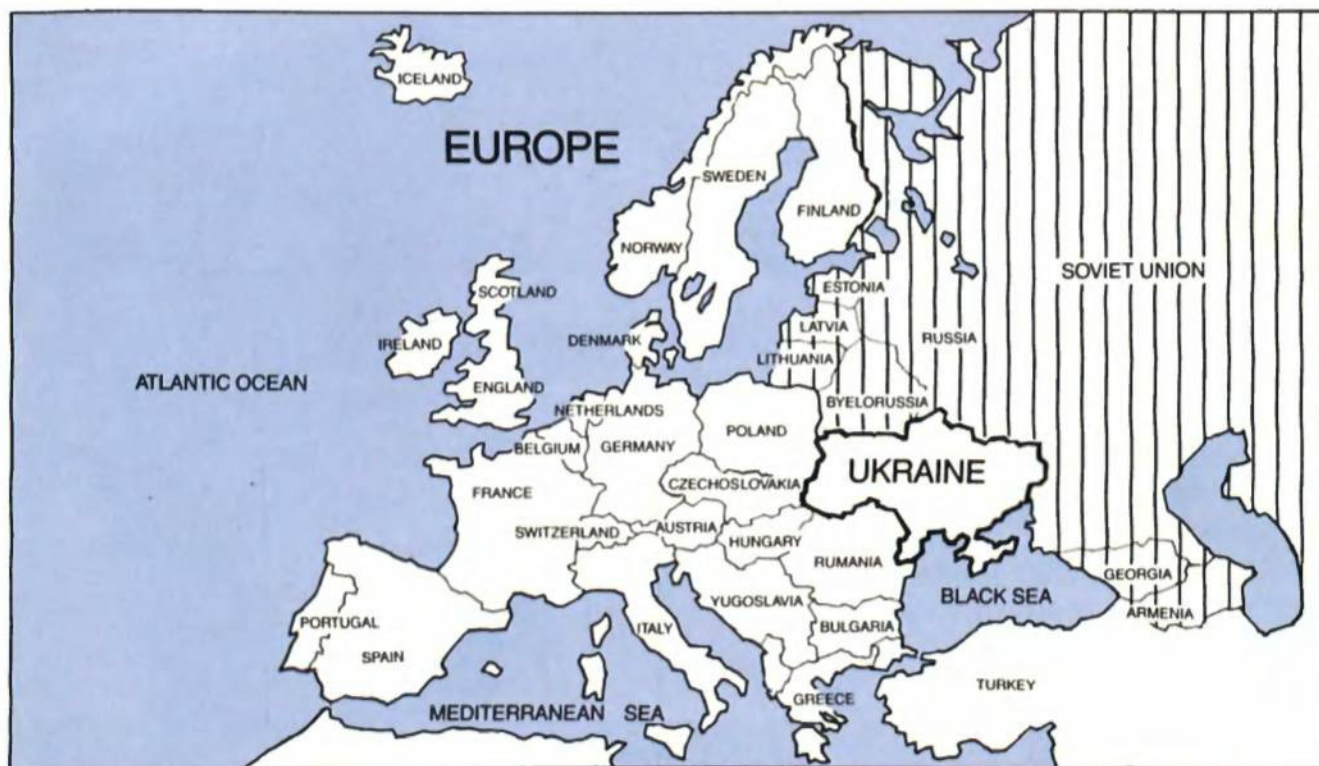 ICELAND
EUROPE
SWEDEN
FINLAND
NORWAY
SOVIET UNION
SCOTLAND
ESTONIA
LATVIA
RUSSIA
IRELAND
DENMARK
LITHUANIA
ATLANTIC OCEAN
ENGLAND
BYELORUSSIA
NETHERLANDS
POLAND
BELGIUM
GERMANY
UKRAINE
CZECHOSLOVAKIA
FRANCE
SWITZERLAND
AUSTRIA
HUNGARY
RUMANIA
GEORGIA
BLACK SEA
YUGOSLAVIA
ARMENIA
PORTUGAL
ITALY
BULGARIA
SPAIN
TURKEY
GREECE
MEDITERRANEAN SEA